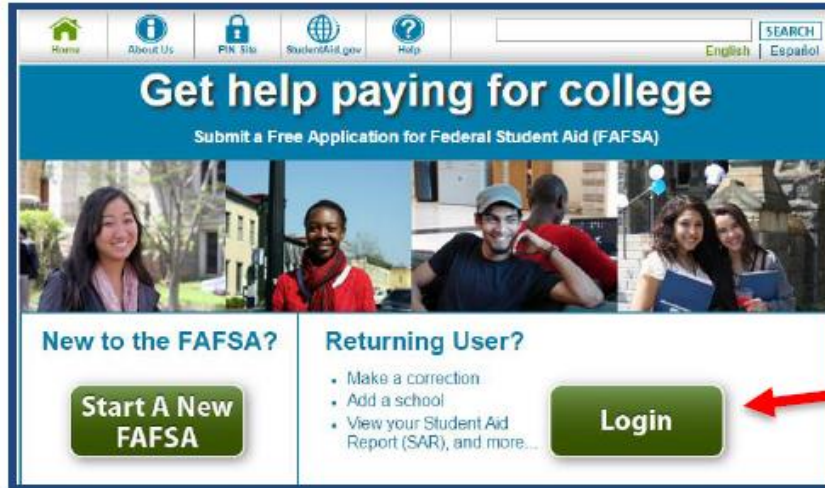 Home About Us PIN Site StudentAid.gov Help SEARCH
English | Español
Get help paying for college
Submit a Free Application for Federal Student Aid (FAFSA)
New to the FAFSA?
Start A New
FAFSA
Returning User?
• Make a correction
• Add a school
• View your Student Aid
Report (SAR), and more...
Login